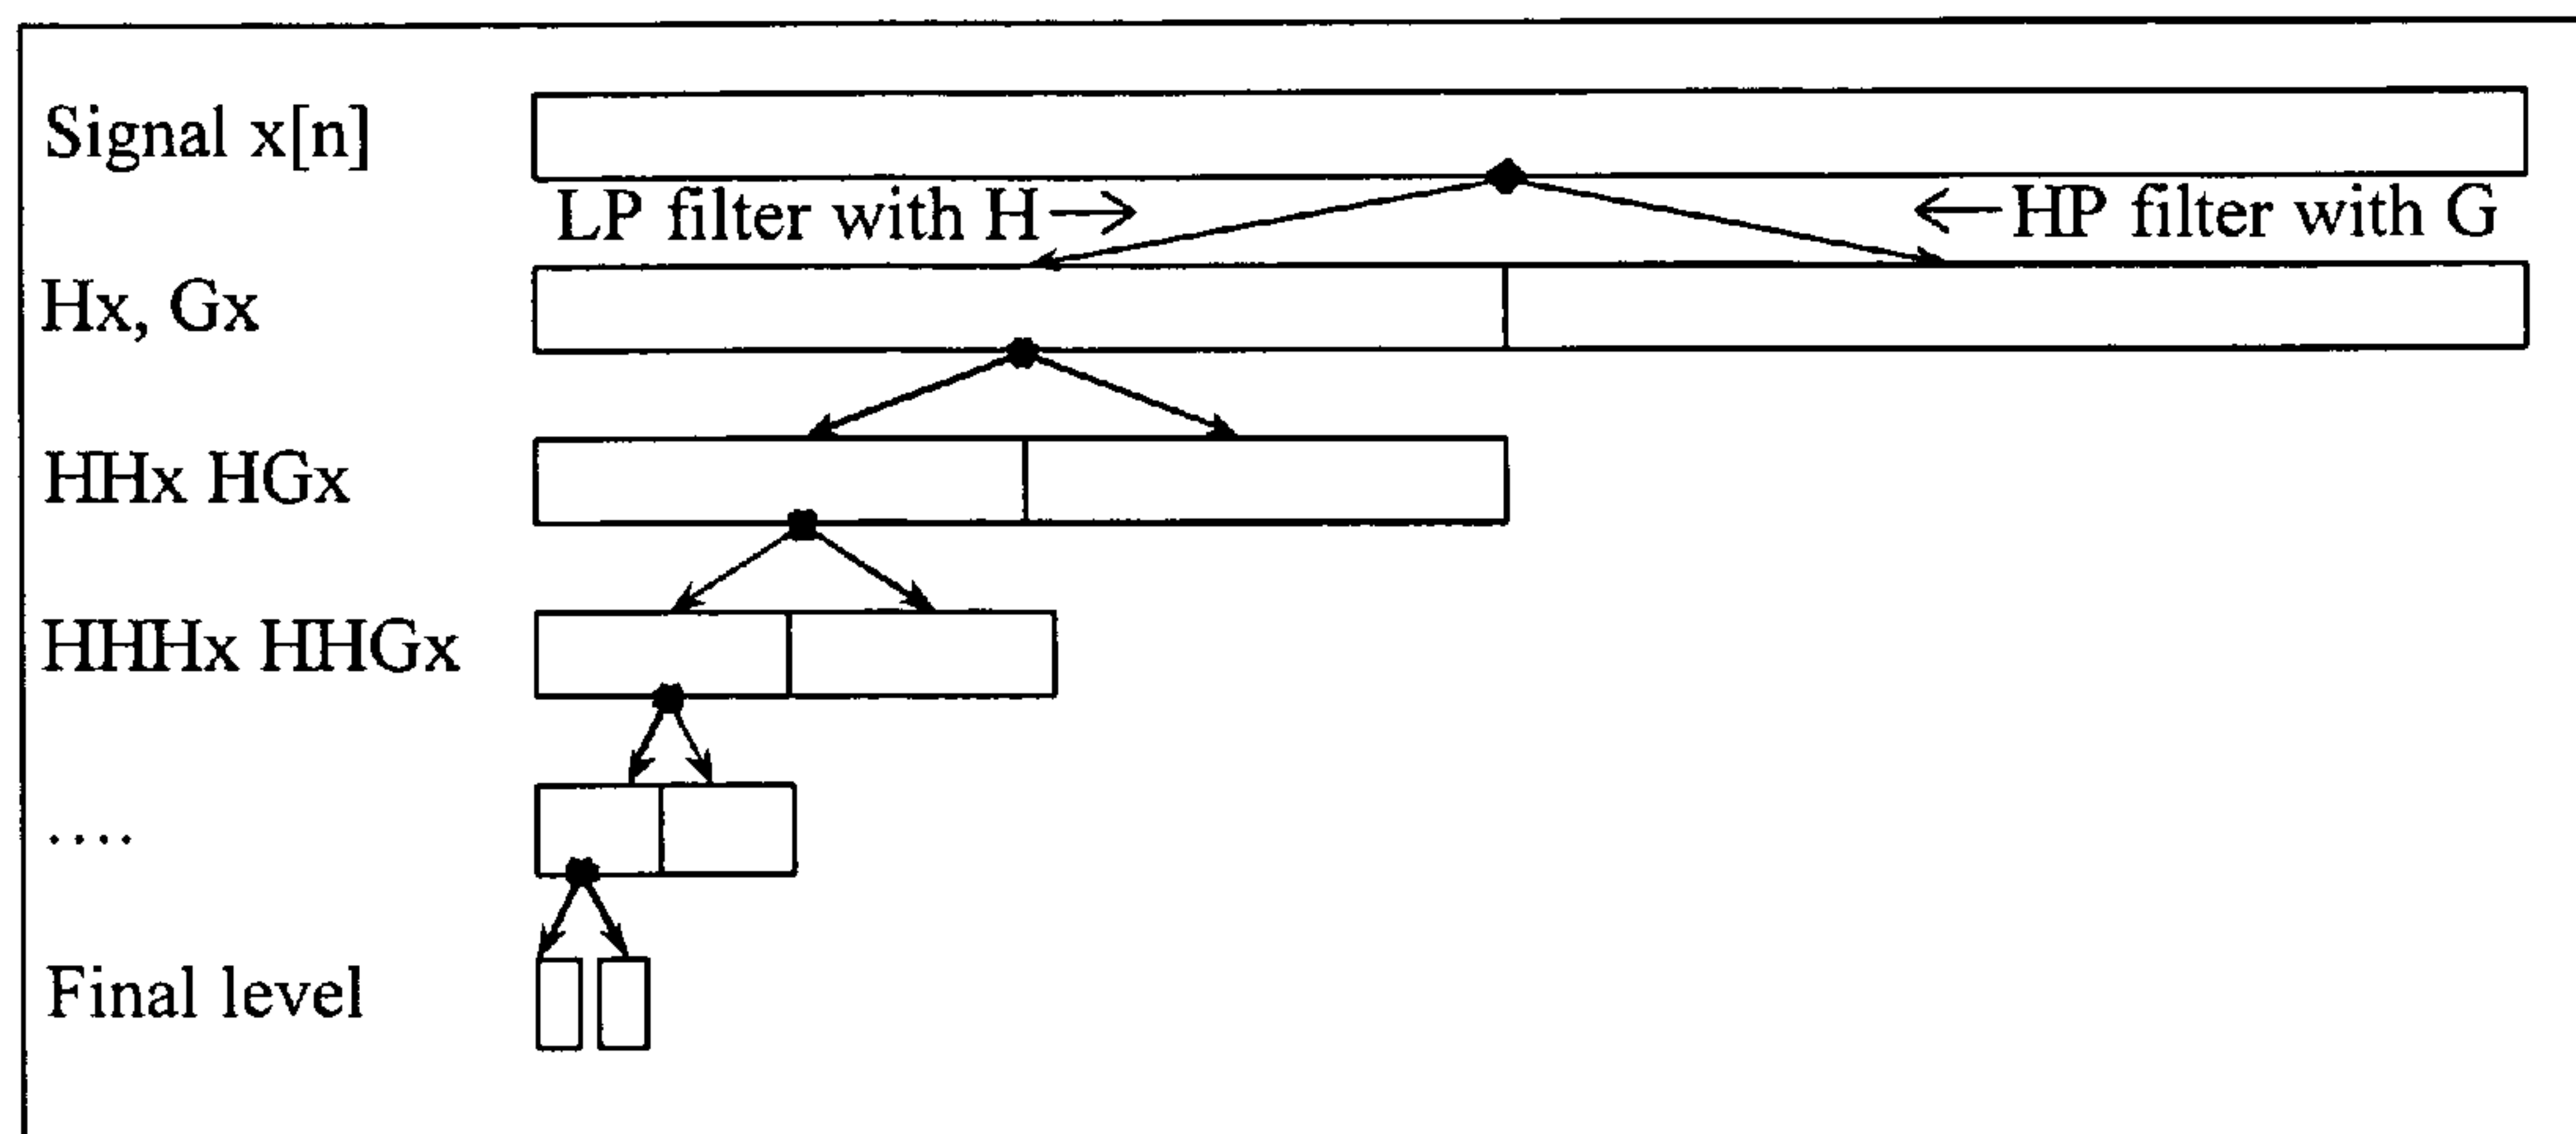 Signal x[n]
LP filter with H→
←HP filter with G
Hx, Gx
HHx HGx
HHHx HHGx
....
Final level